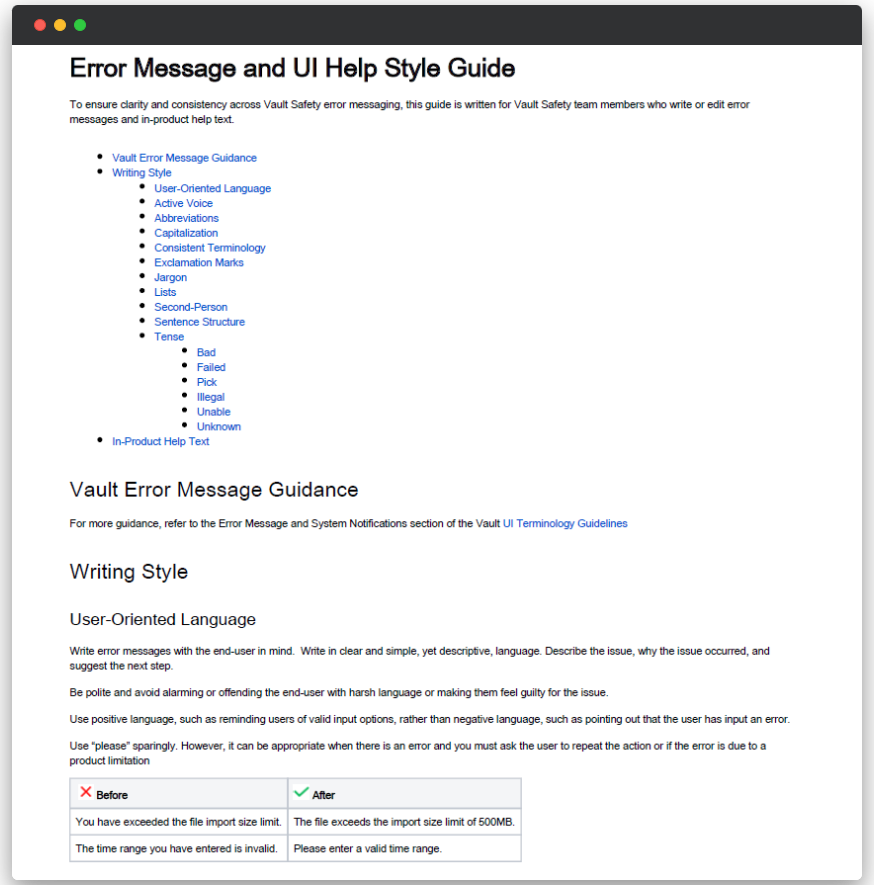 Error Message and UI Help Style Guide
To ensure clarity and consistency across Vault Safety error messaging, this guide is written for Vault Safety team members who write or edit error
messages and in-product help text.
Vault Error Message Guidance
Writing Style
User-Oriented Language
Active Voice
Abbreviations
Capitalization
Consistent Terminology
Exclamation Marks
Jargon
Lists
Second-Person
Sentence Structure
Tense
Bad
Failed
Pick
Illegal
Unable
Unknown
In-Product Help Text
Vault Error Message Guidance
For more guidance, refer to the Error Message and System Notifications section of the Vault UI Terminology Guidelines
Writing Style
User-Oriented Language
Write error messages with the end-user in mind.  Write in clear and simple, yet descriptive, language. Describe the issue, why the issue occurred, and
suggest the next step.
Be polite and avoid alarming or offending the end-user with harsh language or making them feel guilty for the issue.
Use positive language, such as reminding users of valid input options, rather than negative language, such as pointing out that the user has input an error.
Use “please” sparingly. However, it can be appropriate when there is an error and you must ask the user to repeat the action or if the error is due to a
product limitation
Before After
You have exceeded the file import size limit. The file exceeds the import size limit of 500MB.
The time range you have entered is invalid. Please enter a valid time range.